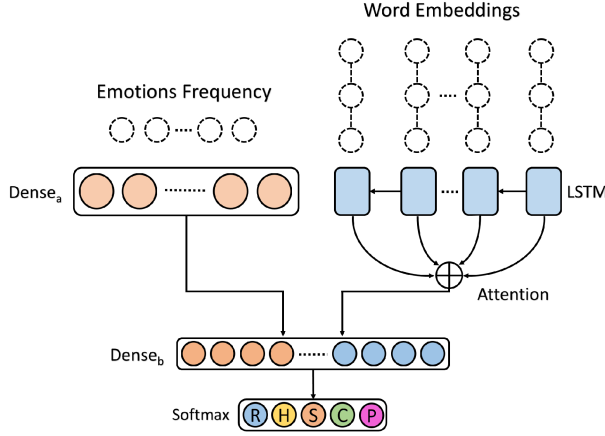 Word Embeddings
Emotions Frequency
Dense_a
LSTM
Attention
Dense_b
Softmax R H S C P